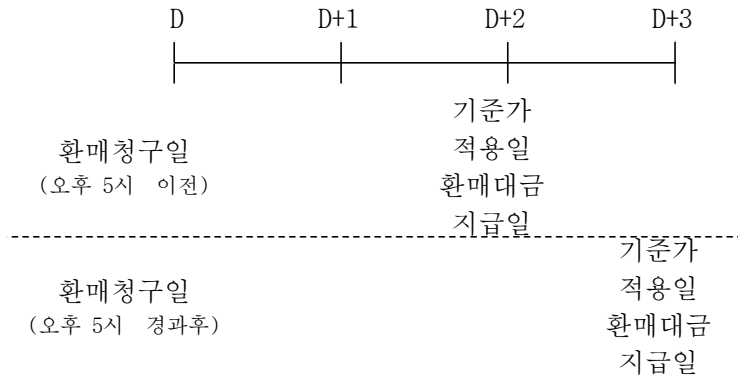 D D+1 D+2 D+3
기준가
적용일
환매청구일
(오후 5시 이전)
환매대금
지급일
기준가
적용일
환매청구일
(오후 5시 경과후)
환매대금
지급일